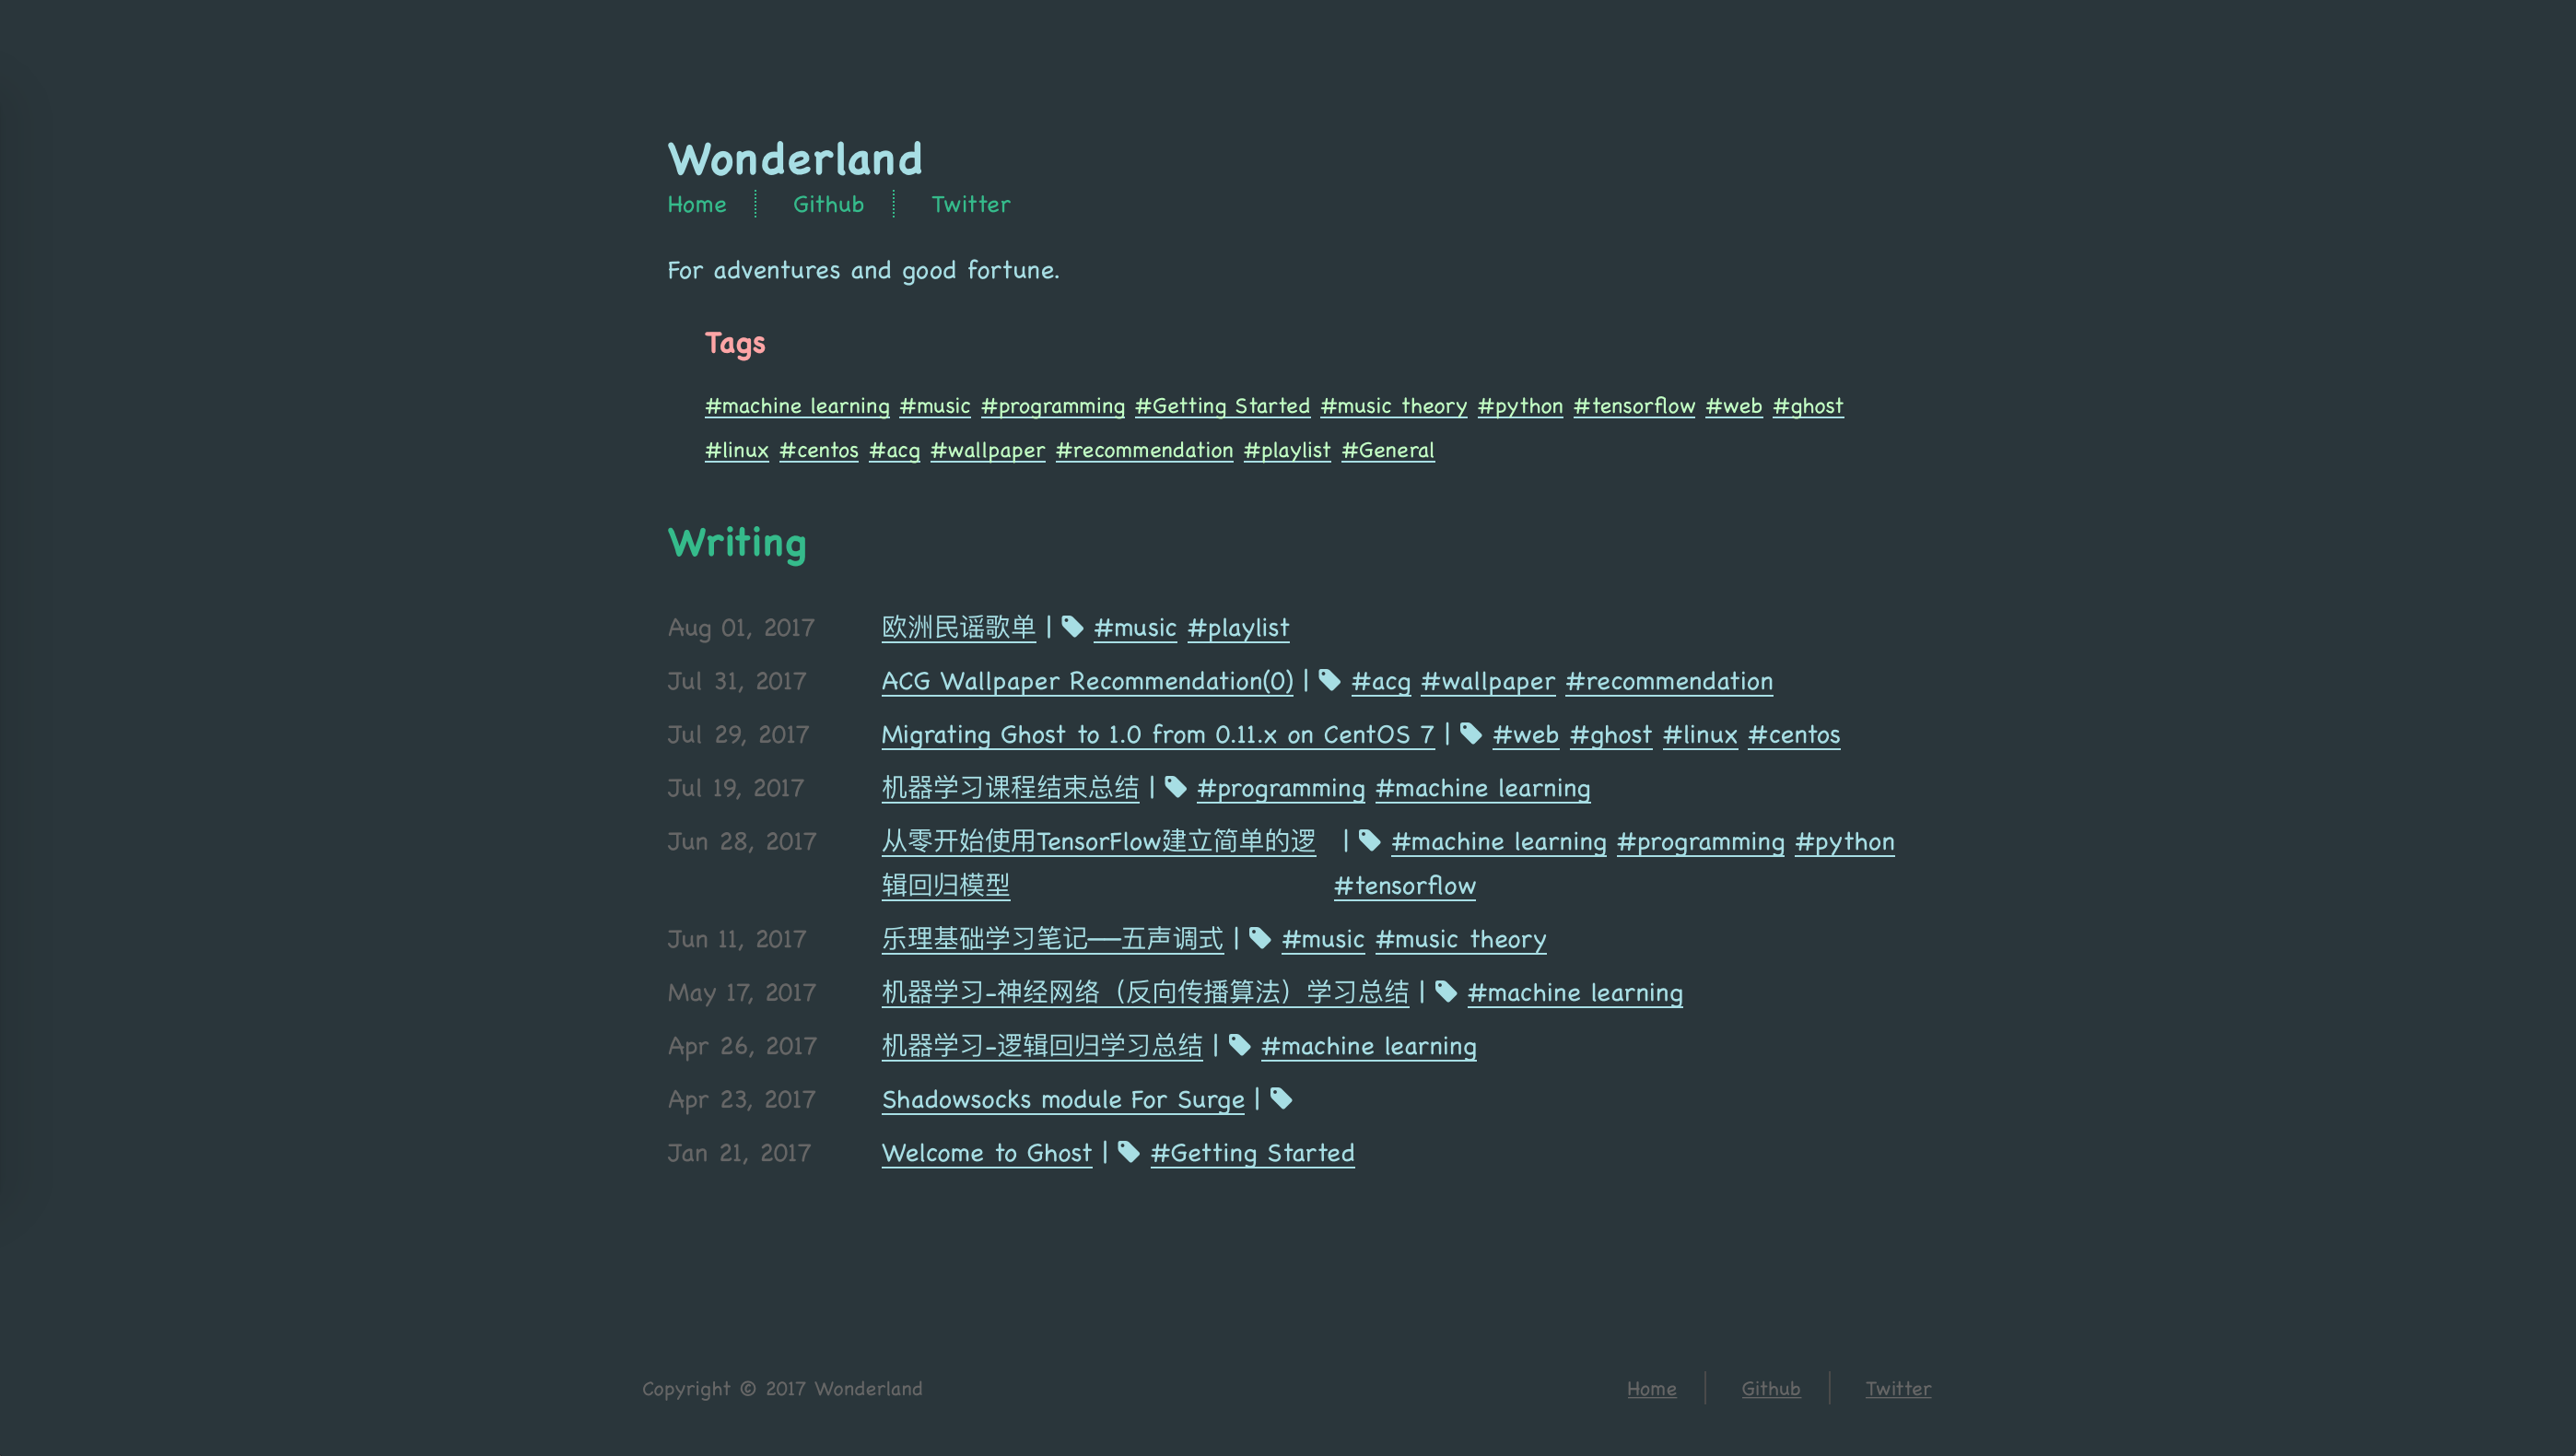 Wonderland
Home Github Twitter
For adventures and good fortune.
Tags
#machine learning #music #programming #Getting Started #music theory #python #tensorflow #web #ghost
#linux #centos #acg #wallpaper #recommendation #playlist #General
Writing
Aug 01, 2017 欧洲民谣歌单 | #music #playlist
Jul 31, 2017 ACG Wallpaper Recommendation(0) | #acg #wallpaper #recommendation
Jul 29, 2017 Migrating Ghost to 1.0 from 0.11.x on CentOS 7 | #web #ghost #linux #centos
Jul 19, 2017 机器学习课程结束总结 | #programming #machine learning
Jun 28, 2017 从零开始使用TensorFlow建立简单的逻 | #machine learning #programming #python
辑回归模型 #tensorflow
Jun 11, 2017 乐理基础学习笔记——五声调式 | #music #music theory
May 17, 2017 机器学习-神经网络（反向传播算法）学习总结 | #machine learning
Apr 26, 2017 机器学习-逻辑回归学习总结 | #machine learning
Apr 23, 2017 Shadowsocks module For Surge |
Jan 21, 2017 Welcome to Ghost | #Getting Started
Copyright © 2017 Wonderland Home Github Twitter